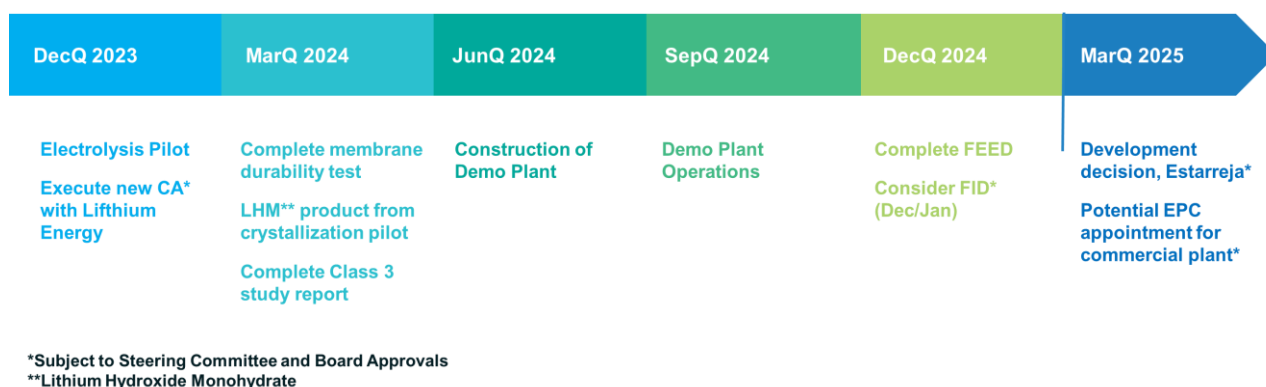 DecQ 2023
MarQ 2024
JunQ 2024
SepQ 2024
DecQ 2024
MarQ 2025
Electrolysis Pilot
Execute new CA*
with Lifthium
Energy
Complete membrane
durability test
LHM** product from
crystallization pilot
Complete Class 3
study report
Construction of
Demo Plant
Demo Plant
Operations
Complete FEED
Consider FID*
(Dec/Jan)
Development
decision, Estarreja*
Potential EPC
appointment for
commercial plant*
*Subject to Steering Committee and Board Approvals
**Lithium Hydroxide Monohydrate